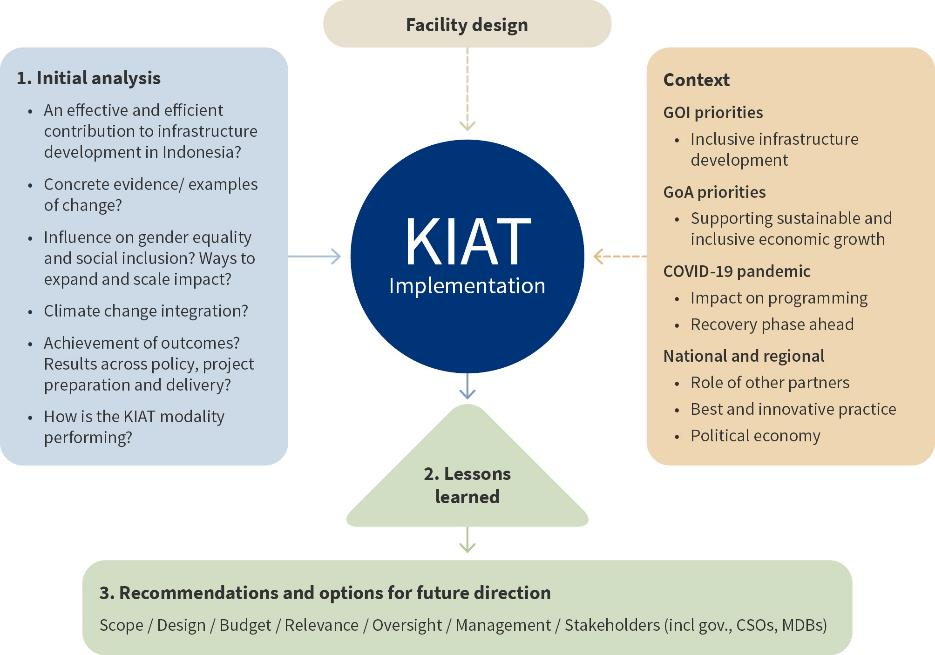 Facility design
1. Initial analysis
• An effective and efficient
contribution to infrastructure
development in Indonesia?
• Concrete evidence/ examples
of change?
• Influence on gender equality
and social inclusion? Ways to
expand and scale impact?
• Climate change integration?
• Achievement of outcomes?
Results across policy, project
preparation and delivery?
• How is the KIAT modality
performing?
KIAT
Implementation
Context
GOI priorities
• Inclusive infrastructure
development
GoA priorities
• Supporting sustainable and
inclusive economic growth
COVID-19 pandemic
• Impact on programming
• Recovery phase ahead
National and regional
• Role of other partners
• Best and innovative practice
• Political economy
2. Lessons
learned
3. Recommendations and options for future direction
Scope / Design / Budget / Relevance / Oversight / Management / Stakeholders (incl gov., CSOs, MDBs)